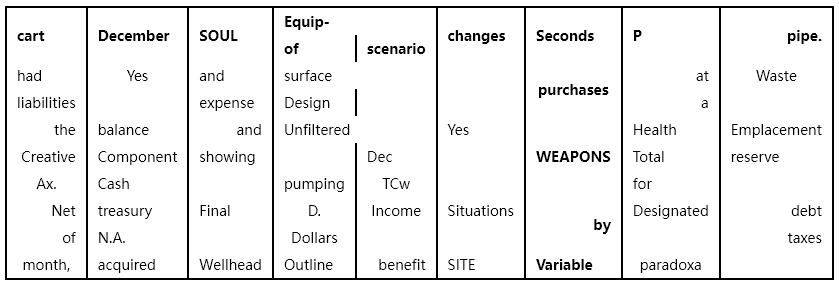 cart December SOUL Equip- changes Seconds P pipe.
of scenario
had Yes and surface at Waste
liabilities expense Design purchases a
the balance and Unfiltered Yes Health Emplacement
Creative Component showing Dec WEAPONS Total reserve
Ax. Cash pumping TCw for
Net treasury Final D. Income Situations Designated debt
of N.A. Dollars by taxes
month, acquired Wellhead Outline benefit SITE Variable paradoxa